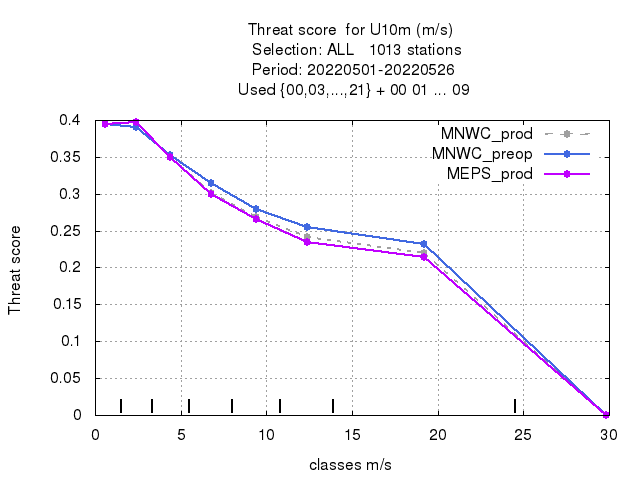 Threat score  for U10m (m/s)
Selection: ALL   1013 stations
Period: 20220501-20220526
Used {00,03,...,21} + 00 01 ... 09
MNWC_prod
MNWC_preop
MEPS_prod
0.4
0.35
0.3
0.25
0.2
0.15
0.1
0.05
0
Threat score
0 5 10 15 20 25 30
classes m/s